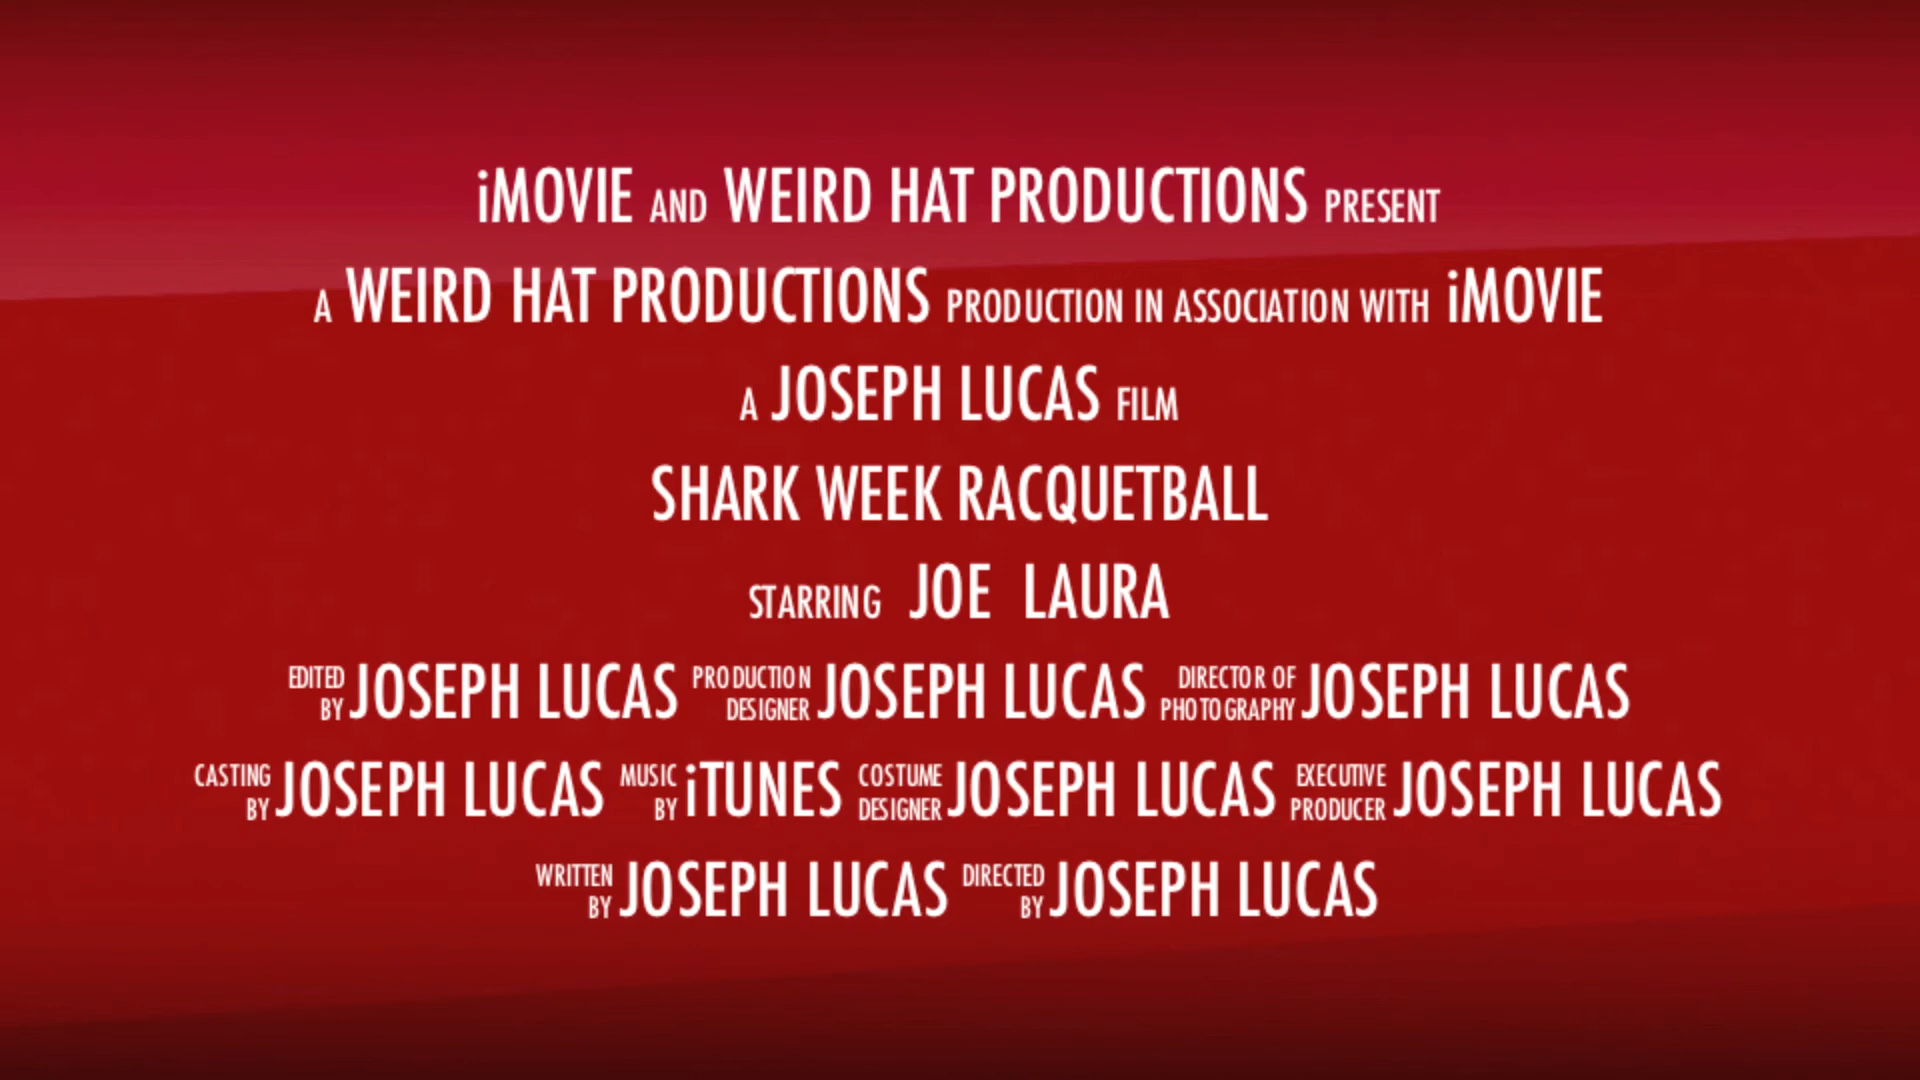 iMOVIE AND WEIRD HAT PRODUCTIONS PRESENT
A WEIRD HAT PRODUCTIONS PRODUCTION IN ASSOCIATION WITH iMOVIE
A JOSEPH LUCAS FILM
SHARK WEEK RACQUETBALL
STARRING JOE LAURA
EDITED BY JOSEPH LUCAS PRODUCTION DESIGNER JOSEPH LUCAS DIRECTOR OF PHOTOGRAPHY JOSEPH LUCAS
CASTING BY JOSEPH LUCAS MUSIC BY iTUNES COSTUME DESIGNER JOSEPH LUCAS EXECUTIVE PRODUCER JOSEPH LUCAS
WRITTEN BY JOSEPH LUCAS DIRECTED BY JOSEPH LUCAS